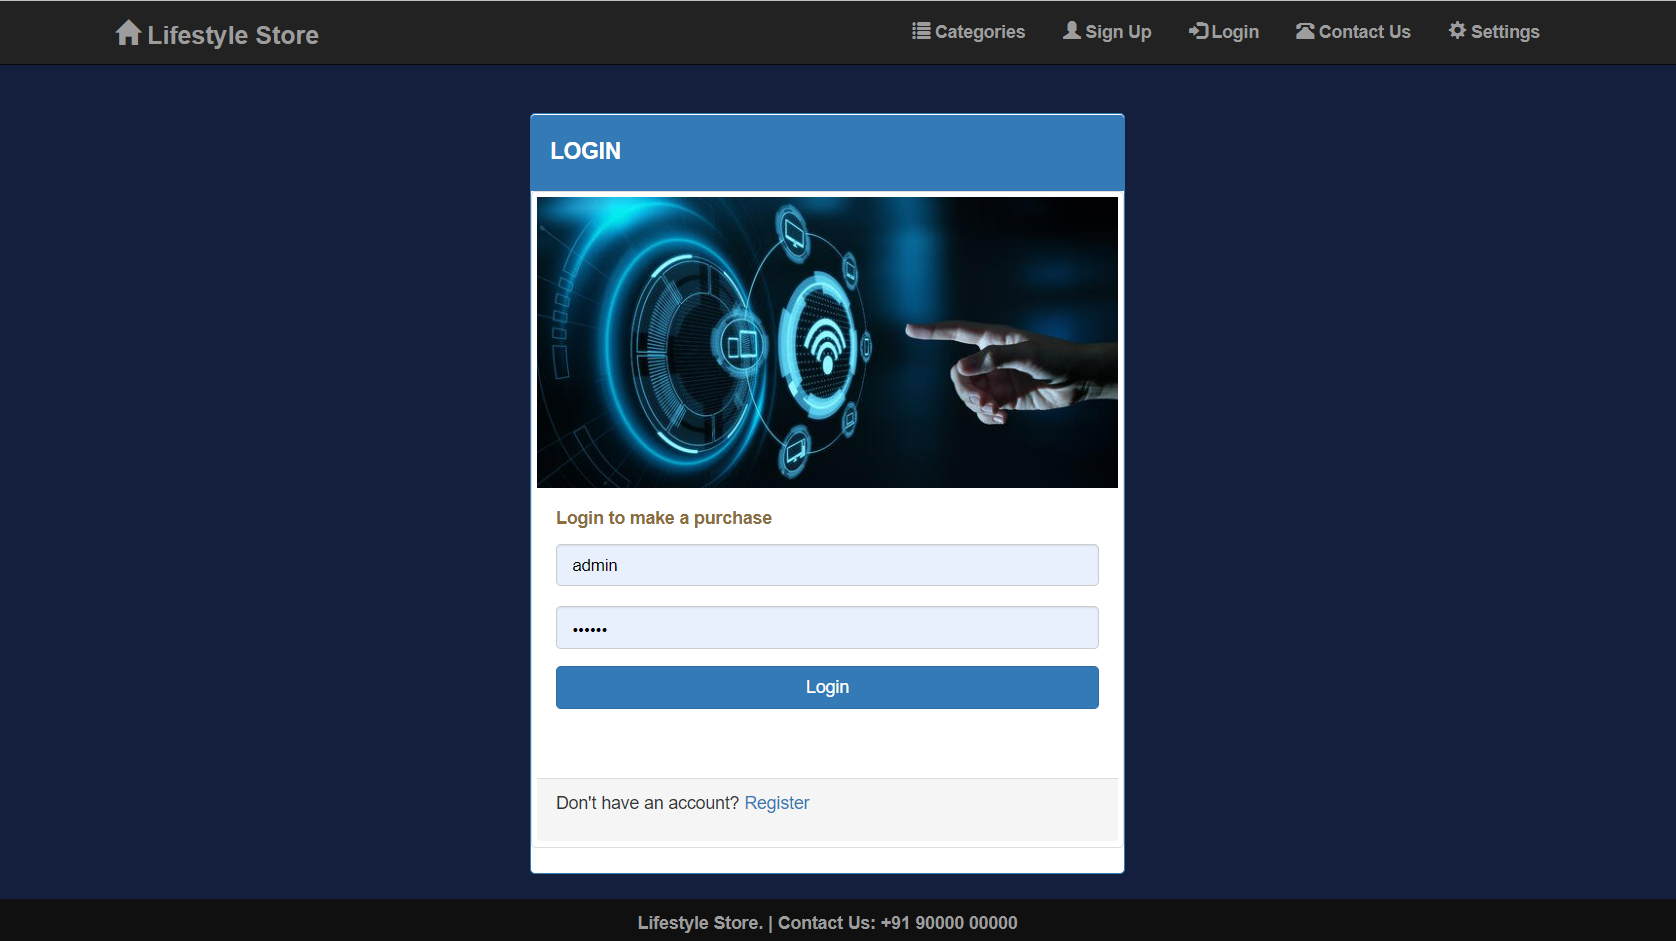 Lifestyle Store
Categories
Sign Up
Login
Contact Us
Settings
LOGIN
Login to make a purchase
admin
••••••
Login
Don't have an account? Register
Lifestyle Store. | Contact Us: +91 90000 00000